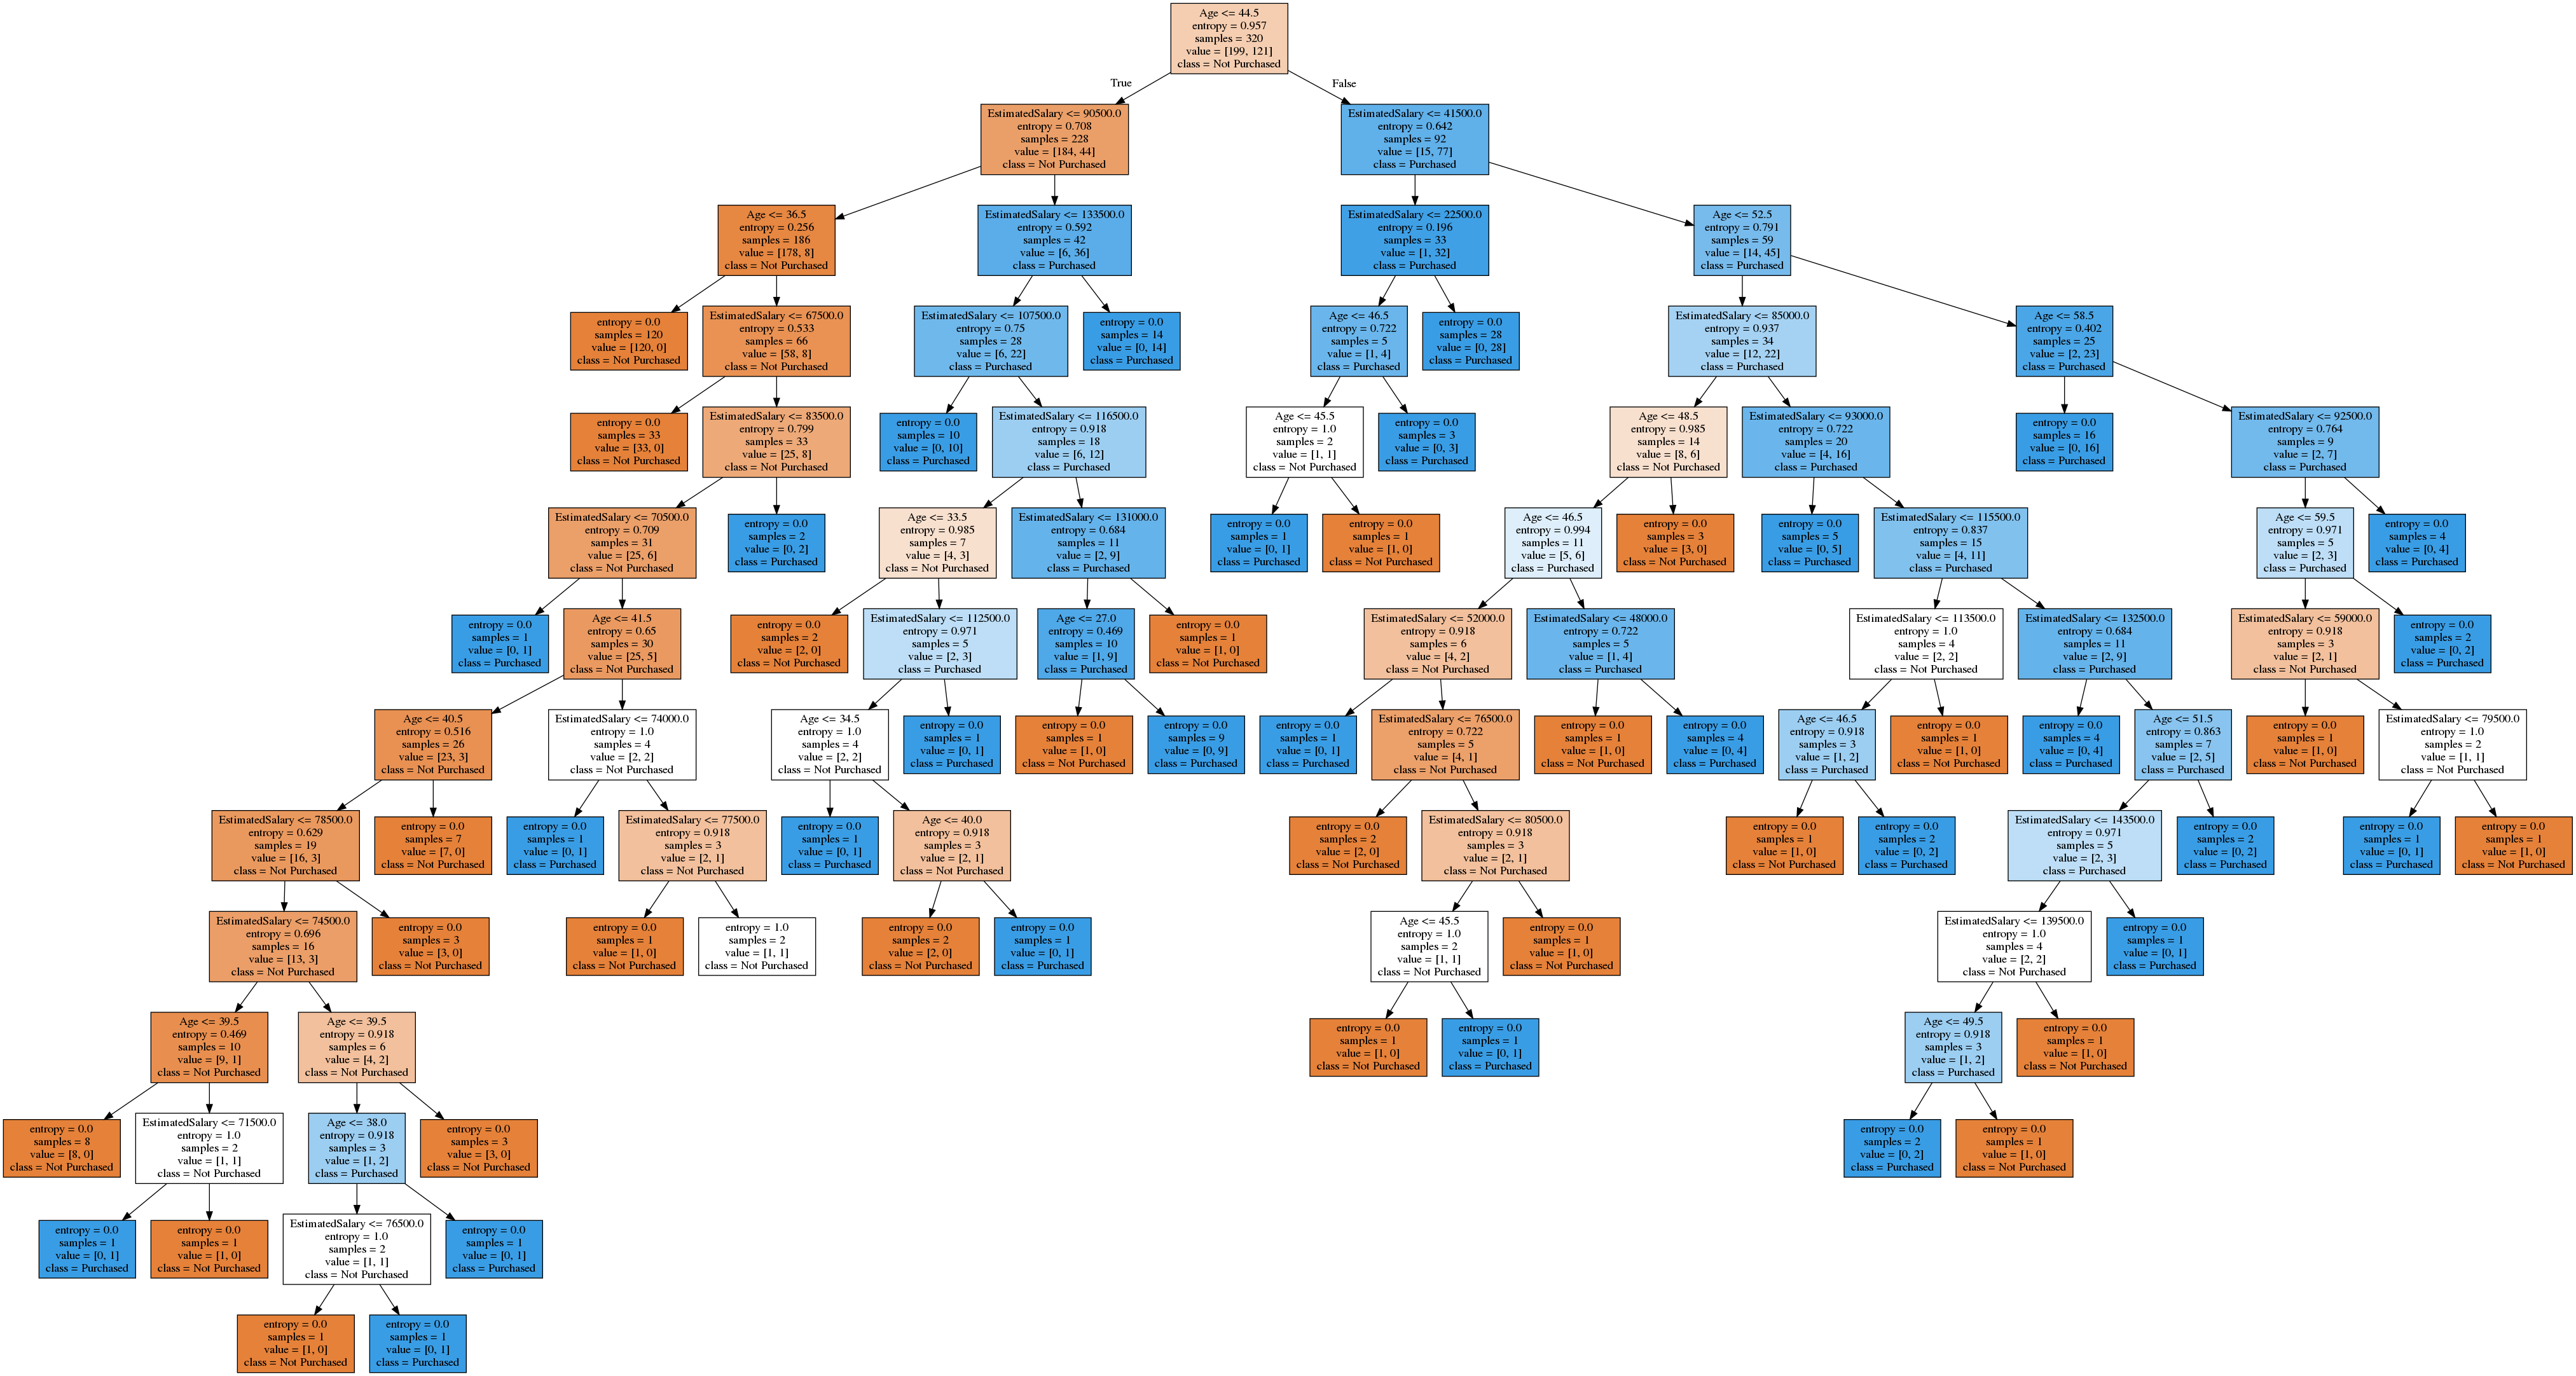 Age <= 44.5
entropy = 0.957
samples = 320
value = [199, 121]
class = Not Purchased
True
False
EstimatedSalary <= 90500.0
entropy = 0.708
samples = 228
value = [184, 44]
class = Not Purchased
EstimatedSalary <= 41500.0
entropy = 0.642
samples = 92
value = [15, 77]
class = Purchased
Age <= 36.5
entropy = 0.256
samples = 186
value = [178, 8]
class = Not Purchased
EstimatedSalary <= 133500.0
entropy = 0.592
samples = 42
value = [6, 36]
class = Purchased
EstimatedSalary <= 22500.0
entropy = 0.196
samples = 33
value = [1, 32]
class = Purchased
Age <= 52.5
entropy = 0.791
samples = 59
value = [14, 45]
class = Purchased
entropy = 0.0
samples = 120
value = [120, 0]
class = Not Purchased
EstimatedSalary <= 67500.0
entropy = 0.533
samples = 66
value = [58, 8]
class = Not Purchased
EstimatedSalary <= 107500.0
entropy = 0.75
samples = 28
value = [6, 22]
class = Purchased
entropy = 0.0
samples = 14
value = [0, 14]
class = Purchased
Age <= 46.5
entropy = 0.722
samples = 5
value = [1, 4]
class = Purchased
entropy = 0.0
samples = 28
value = [0, 28]
class = Purchased
EstimatedSalary <= 85000.0
entropy = 0.937
samples = 34
value = [12, 22]
class = Purchased
Age <= 58.5
entropy = 0.402
samples = 25
value = [2, 23]
class = Purchased
entropy = 0.0
samples = 33
value = [33, 0]
class = Not Purchased
EstimatedSalary <= 83500.0
entropy = 0.799
samples = 33
value = [25, 8]
class = Not Purchased
entropy = 0.0
samples = 10
value = [0, 10]
class = Purchased
EstimatedSalary <= 116500.0
entropy = 0.918
samples = 18
value = [6, 12]
class = Purchased
Age <= 45.5
entropy = 1.0
samples = 2
value = [1, 1]
class = Not Purchased
entropy = 0.0
samples = 3
value = [0, 3]
class = Purchased
Age <= 48.5
entropy = 0.985
samples = 14
value = [8, 6]
class = Not Purchased
EstimatedSalary <= 93000.0
entropy = 0.722
samples = 20
value = [4, 16]
class = Purchased
entropy = 0.0
samples = 16
value = [0, 16]
class = Purchased
EstimatedSalary <= 92500.0
entropy = 0.764
samples = 9
value = [2, 7]
class = Purchased
EstimatedSalary <= 70500.0
entropy = 0.709
samples = 31
value = [25, 6]
class = Not Purchased
entropy = 0.0
samples = 2
value = [0, 2]
class = Purchased
Age <= 33.5
entropy = 0.985
samples = 7
value = [4, 3]
class = Not Purchased
EstimatedSalary <= 131000.0
entropy = 0.684
samples = 11
value = [2, 9]
class = Purchased
entropy = 0.0
samples = 1
value = [0, 1]
class = Purchased
entropy = 0.0
samples = 1
value = [1, 0]
class = Not Purchased
Age <= 46.5
entropy = 0.994
samples = 11
value = [5, 6]
class = Purchased
entropy = 0.0
samples = 3
value = [3, 0]
class = Not Purchased
entropy = 0.0
samples = 5
value = [0, 5]
class = Purchased
EstimatedSalary <= 115500.0
entropy = 0.837
samples = 15
value = [4, 11]
class = Purchased
Age <= 59.5
entropy = 0.971
samples = 5
value = [2, 3]
class = Purchased
entropy = 0.0
samples = 4
value = [0, 4]
class = Purchased
entropy = 0.0
samples = 1
value = [0, 1]
class = Purchased
Age <= 41.5
entropy = 0.65
samples = 30
value = [25, 5]
class = Not Purchased
entropy = 0.0
samples = 2
value = [2, 0]
class = Not Purchased
EstimatedSalary <= 112500.0
entropy = 0.971
samples = 5
value = [2, 3]
class = Purchased
Age <= 27.0
entropy = 0.469
samples = 10
value = [1, 9]
class = Purchased
entropy = 0.0
samples = 1
value = [1, 0]
class = Not Purchased
EstimatedSalary <= 52000.0
entropy = 0.918
samples = 6
value = [4, 2]
class = Not Purchased
EstimatedSalary <= 48000.0
entropy = 0.722
samples = 5
value = [1, 4]
class = Purchased
EstimatedSalary <= 113500.0
entropy = 1.0
samples = 4
value = [2, 2]
class = Not Purchased
EstimatedSalary <= 132500.0
entropy = 0.684
samples = 11
value = [2, 9]
class = Purchased
EstimatedSalary <= 59000.0
entropy = 0.918
samples = 3
value = [2, 1]
class = Not Purchased
entropy = 0.0
samples = 2
value = [0, 2]
class = Purchased
Age <= 40.5
entropy = 0.516
samples = 26
value = [23, 3]
class = Not Purchased
EstimatedSalary <= 74000.0
entropy = 1.0
samples = 4
value = [2, 2]
class = Not Purchased
Age <= 34.5
entropy = 1.0
samples = 4
value = [2, 2]
class = Not Purchased
entropy = 0.0
samples = 1
value = [0, 1]
class = Purchased
entropy = 0.0
samples = 1
value = [1, 0]
class = Not Purchased
entropy = 0.0
samples = 9
value = [0, 9]
class = Purchased
entropy = 0.0
samples = 1
value = [0, 1]
class = Purchased
EstimatedSalary <= 76500.0
entropy = 0.722
samples = 5
value = [4, 1]
class = Not Purchased
entropy = 0.0
samples = 1
value = [1, 0]
class = Not Purchased
entropy = 0.0
samples = 4
value = [0, 4]
class = Purchased
Age <= 46.5
entropy = 0.918
samples = 3
value = [1, 2]
class = Purchased
entropy = 0.0
samples = 1
value = [1, 0]
class = Not Purchased
entropy = 0.0
samples = 4
value = [0, 4]
class = Purchased
Age <= 51.5
entropy = 0.863
samples = 7
value = [2, 5]
class = Purchased
entropy = 0.0
samples = 1
value = [1, 0]
class = Not Purchased
EstimatedSalary <= 79500.0
entropy = 1.0
samples = 2
value = [1, 1]
class = Not Purchased
EstimatedSalary <= 78500.0
entropy = 0.629
samples = 19
value = [16, 3]
class = Not Purchased
entropy = 0.0
samples = 7
value = [7, 0]
class = Not Purchased
entropy = 0.0
samples = 1
value = [0, 1]
class = Purchased
EstimatedSalary <= 77500.0
entropy = 0.918
samples = 3
value = [2, 1]
class = Not Purchased
entropy = 0.0
samples = 1
value = [0, 1]
class = Purchased
Age <= 40.0
entropy = 0.918
samples = 3
value = [2, 1]
class = Not Purchased
entropy = 0.0
samples = 2
value = [2, 0]
class = Not Purchased
EstimatedSalary <= 80500.0
entropy = 0.918
samples = 3
value = [2, 1]
class = Not Purchased
entropy = 0.0
samples = 1
value = [1, 0]
class = Not Purchased
entropy = 0.0
samples = 2
value = [0, 2]
class = Purchased
EstimatedSalary <= 143500.0
entropy = 0.971
samples = 5
value = [2, 3]
class = Purchased
entropy = 0.0
samples = 2
value = [0, 2]
class = Purchased
entropy = 0.0
samples = 1
value = [0, 1]
class = Purchased
entropy = 0.0
samples = 1
value = [1, 0]
class = Not Purchased
EstimatedSalary <= 74500.0
entropy = 0.696
samples = 16
value = [13, 3]
class = Not Purchased
entropy = 0.0
samples = 3
value = [3, 0]
class = Not Purchased
entropy = 0.0
samples = 1
value = [1, 0]
class = Not Purchased
entropy = 1.0
samples = 2
value = [1, 1]
class = Not Purchased
entropy = 0.0
samples = 2
value = [2, 0]
class = Not Purchased
entropy = 0.0
samples = 1
value = [0, 1]
class = Purchased
Age <= 45.5
entropy = 1.0
samples = 2
value = [1, 1]
class = Not Purchased
entropy = 0.0
samples = 1
value = [1, 0]
class = Not Purchased
EstimatedSalary <= 139500.0
entropy = 1.0
samples = 4
value = [2, 2]
class = Not Purchased
entropy = 0.0
samples = 1
value = [0, 1]
class = Purchased
Age <= 39.5
entropy = 0.469
samples = 10
value = [9, 1]
class = Not Purchased
Age <= 39.5
entropy = 0.918
samples = 6
value = [4, 2]
class = Not Purchased
entropy = 0.0
samples = 1
value = [1, 0]
class = Not Purchased
entropy = 0.0
samples = 1
value = [0, 1]
class = Purchased
Age <= 49.5
entropy = 0.918
samples = 3
value = [1, 2]
class = Purchased
entropy = 0.0
samples = 1
value = [1, 0]
class = Not Purchased
entropy = 0.0
samples = 8
value = [8, 0]
class = Not Purchased
EstimatedSalary <= 71500.0
entropy = 1.0
samples = 2
value = [1, 1]
class = Not Purchased
Age <= 38.0
entropy = 0.918
samples = 3
value = [1, 2]
class = Purchased
entropy = 0.0
samples = 3
value = [3, 0]
class = Not Purchased
entropy = 0.0
samples = 2
value = [0, 2]
class = Purchased
entropy = 0.0
samples = 1
value = [1, 0]
class = Not Purchased
entropy = 0.0
samples = 1
value = [0, 1]
class = Purchased
entropy = 0.0
samples = 1
value = [1, 0]
class = Not Purchased
EstimatedSalary <= 76500.0
entropy = 1.0
samples = 2
value = [1, 1]
class = Not Purchased
entropy = 0.0
samples = 1
value = [0, 1]
class = Purchased
entropy = 0.0
samples = 1
value = [1, 0]
class = Not Purchased
entropy = 0.0
samples = 1
value = [0, 1]
class = Purchased